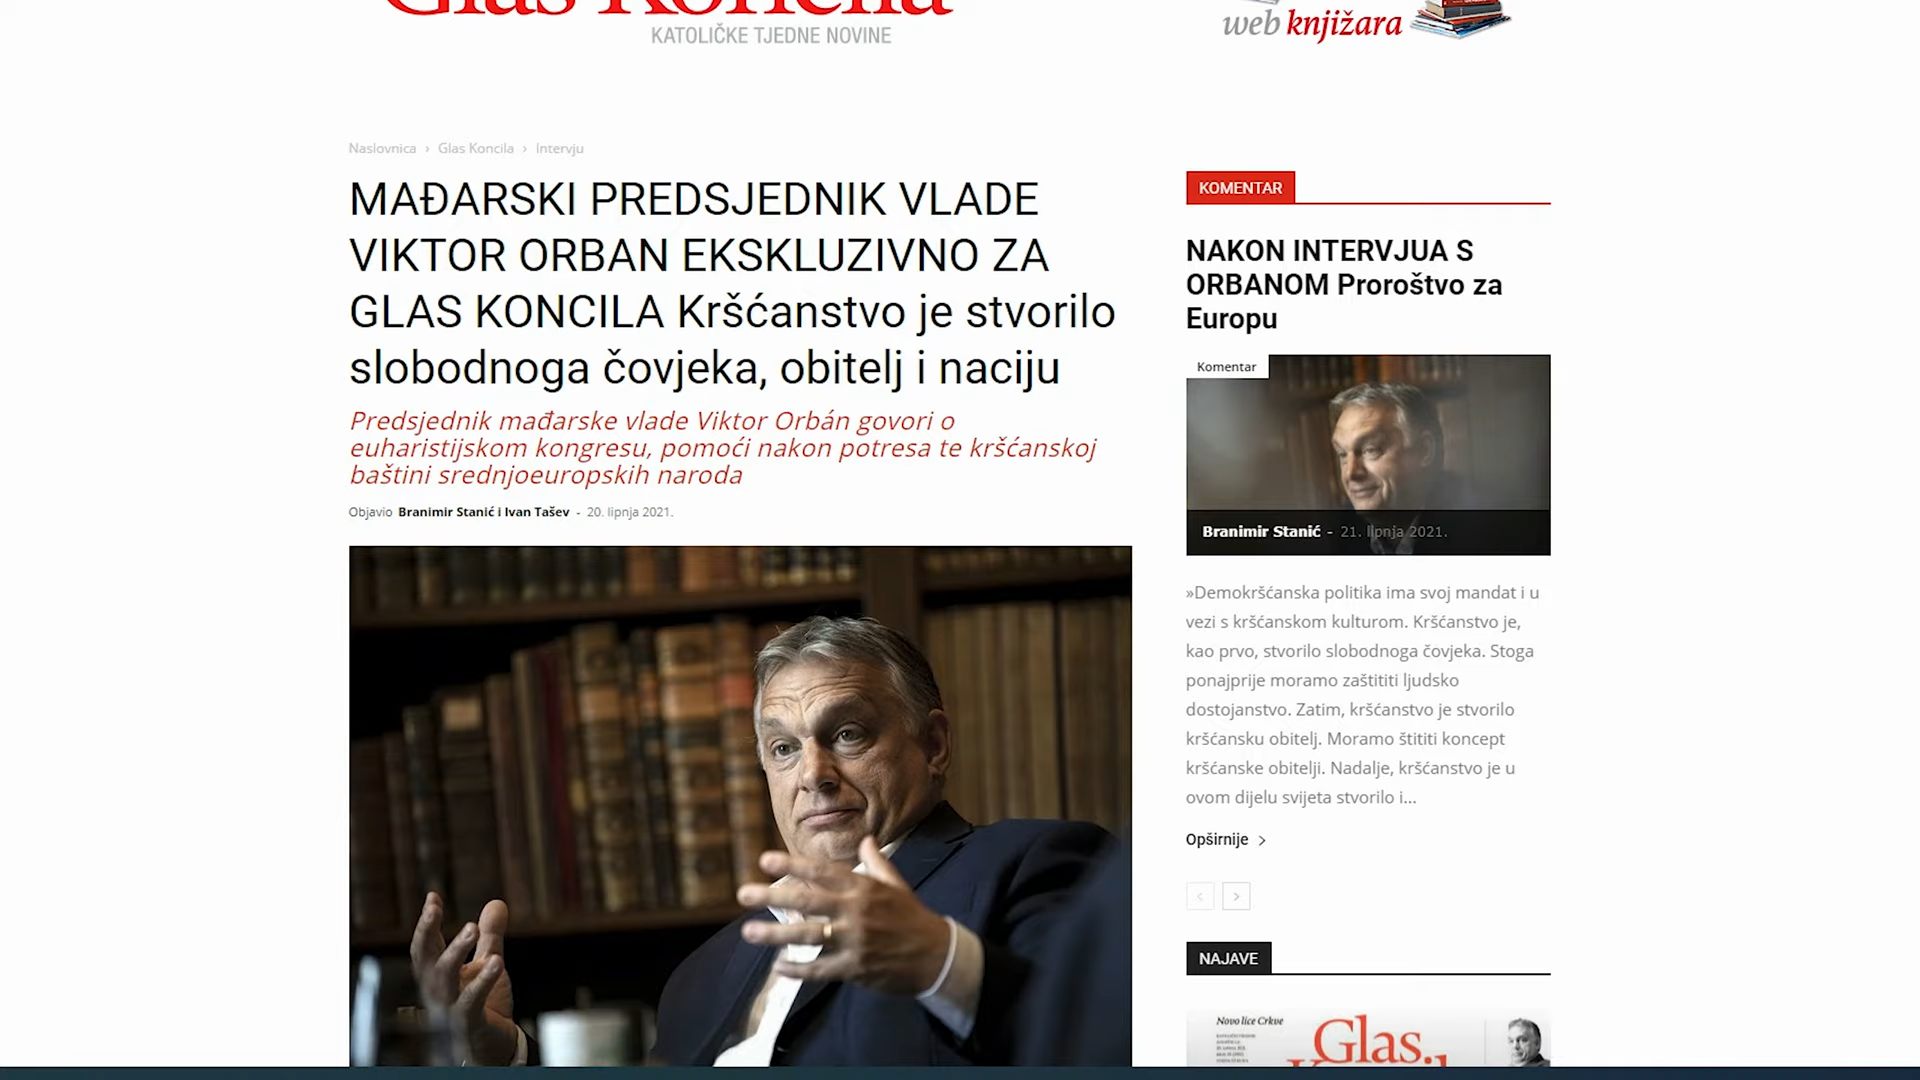 Glas Koncila
KATOLIČKE TJEDNE NOVINE
web knjižara
Naslovnica › Glas Koncila › Intervju
MAĐARSKI PREDSJEDNIK VLADE
VIKTOR ORBAN EKSKLUZIVNO ZA
GLAS KONCILA Kršćanstvo je stvorilo
slobodnoga čovjeka, obitelj i naciju
Predsjednik mađarske vlade Viktor Orbán govori o
euharistijskom kongresu, pomoći nakon potresa te kršćanskoj
baštini srednjoeuropskih naroda
Objavio Branimir Stanić i Ivan Tašev - 20. lipnja 2021.
KOMENTAR
NAKON INTERVJUA S
ORBANOM Proroštvo za
Europu
Komentar
Branimir Stanić - 21. lipnja 2021.
»Demokršćanska politika ima svoj mandat i u
vezi s kršćanskom kulturom. Kršćanstvo je,
kao prvo, stvorilo slobodnoga čovjeka. Stoga
ponajprije moramo zaštititi ljudsko
dostojanstvo. Zatim, kršćanstvo je stvorilo
kršćansku obitelj. Moramo štititi koncept
kršćanske obitelji. Nadalje, kršćanstvo je u
ovom dijelu svijeta stvorilo i...
Opširnije >
NAJAVE
Novo lice Crkve
Glas